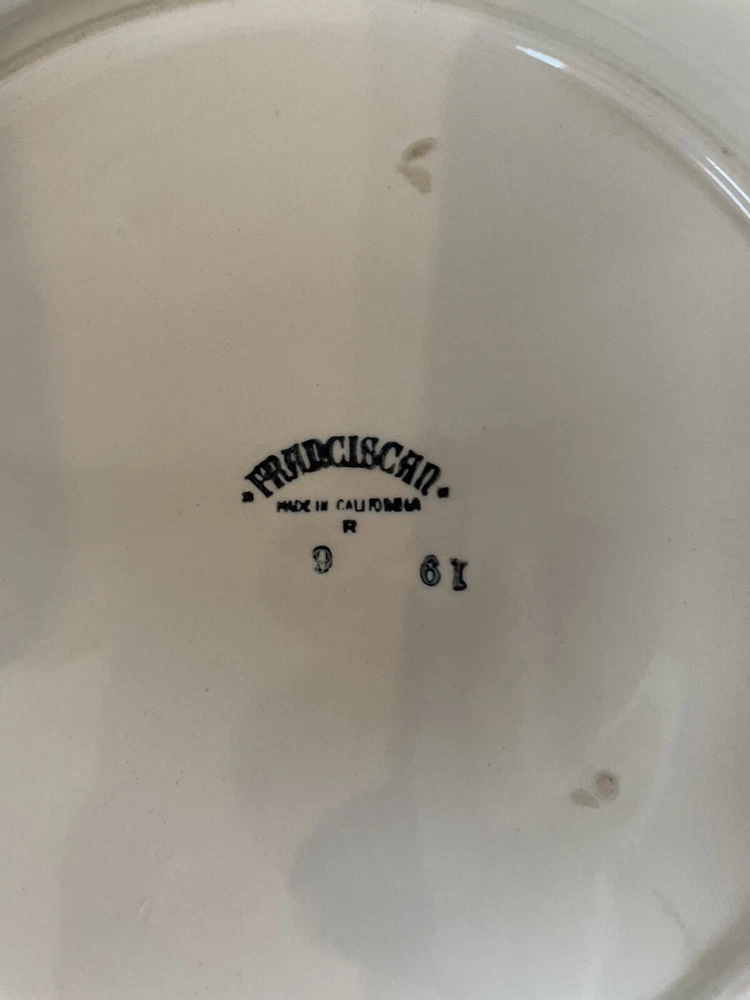 FRANCISCAN
MADE IN CALIFORNIA
R
9 61